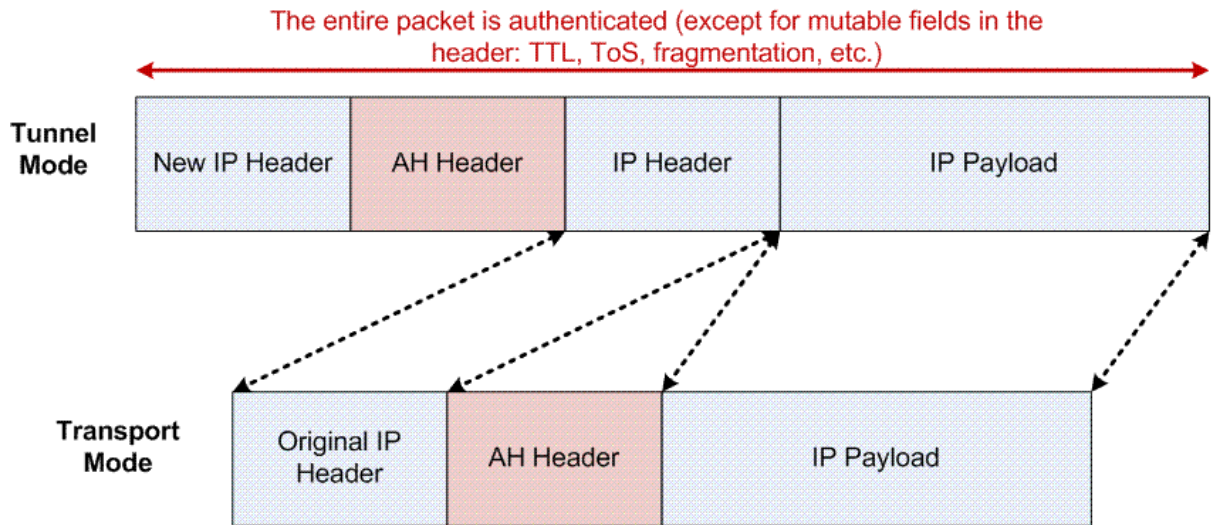 The entire packet is authenticated (except for mutable fields in the
header: TTL, ToS, fragmentation, etc.)
Tunnel
Mode
New IP Header
AH Header
IP Header
IP Payload
Transport
Mode
Original IP
Header
AH Header
IP Payload